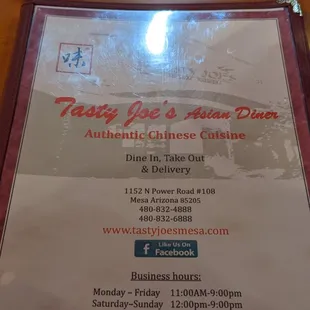 味
Tasty Joe's Asian Diner
Authentic Chinese Cuisine
Dine In, Take Out
& Delivery
1152 N Power Road #108
Mesa Arizona 85205
480-832-4888
480-832-6888
www.tastyjoesmesa.com
f Like Us On
Facebook
Business hours:
Monday – Friday 11:00AM-9:00pm
Saturday–Sunday 12:00pm-9:00pm